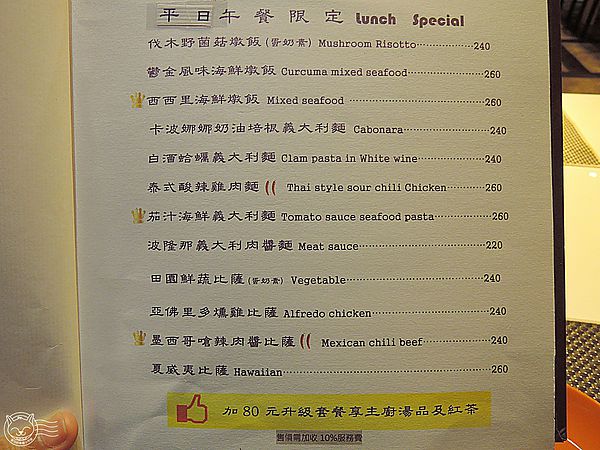 平日午餐限定 Lunch Special
伐木野菌菇燉飯(蛋奶素) Mushroom Risotto 240
鬱金風味海鮮燉飯 Curcuma mixed seafood 260
西西里海鮮燉飯 Mixed seafood 260
卡波娜娜奶油培根義大利麵 Cabonara 240
白酒蛤蠣義大利麵 Clam pasta in White wine 240
泰式酸辣雞肉麵 Thai style sour chili Chicken 260
茄汁海鮮義大利麵 Tomato sauce seafood pasta 260
波隆那義大利肉醬麵 Meat sauce 220
田園鮮蔬比薩(蛋奶素) Vegetable 240
亞佛里多燻雞比薩 Alfredo chicken 240
墨西哥嗆辣肉醬比薩 Mexican chili beef 240
夏威夷比薩 Hawaiian 260
加 80 元升級套餐享主廚湯品及紅茶
售價需加收 10%服務費